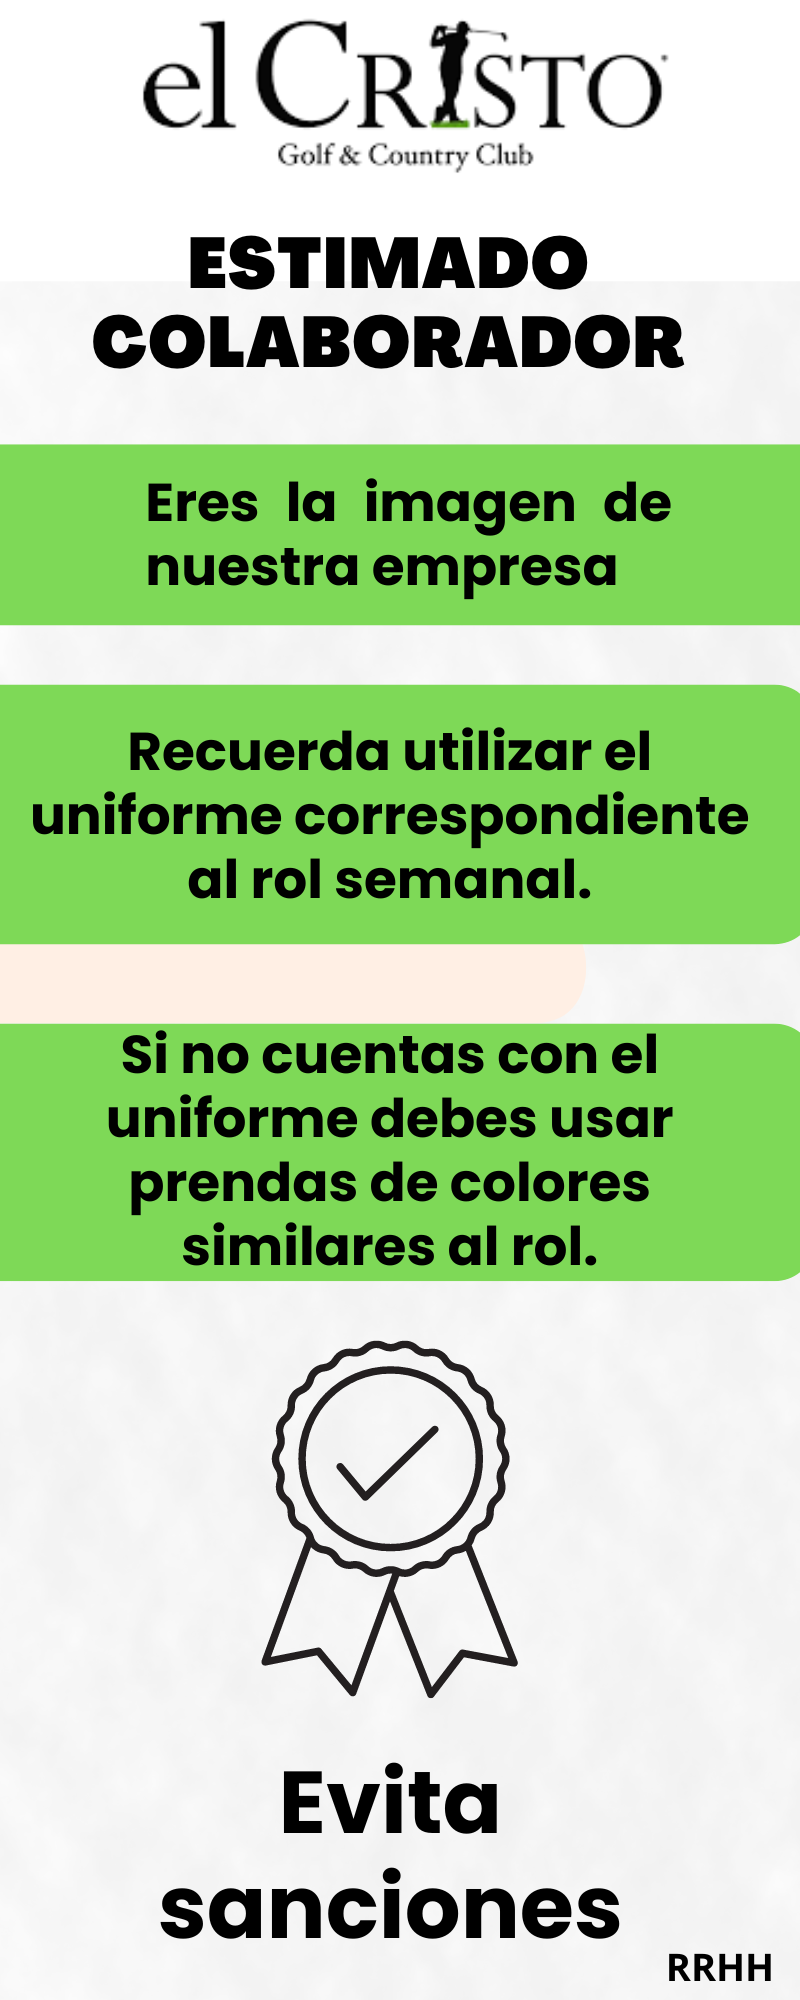 el CRISTO
Golf & Country Club
ESTIMADO
COLABORADOR
Eres la imagen de
nuestra empresa
Recuerda utilizar el
uniforme correspondiente
al rol semanal.
Si no cuentas con el
uniforme debes usar
prendas de colores
similares al rol.
Evita
sanciones
RRHH